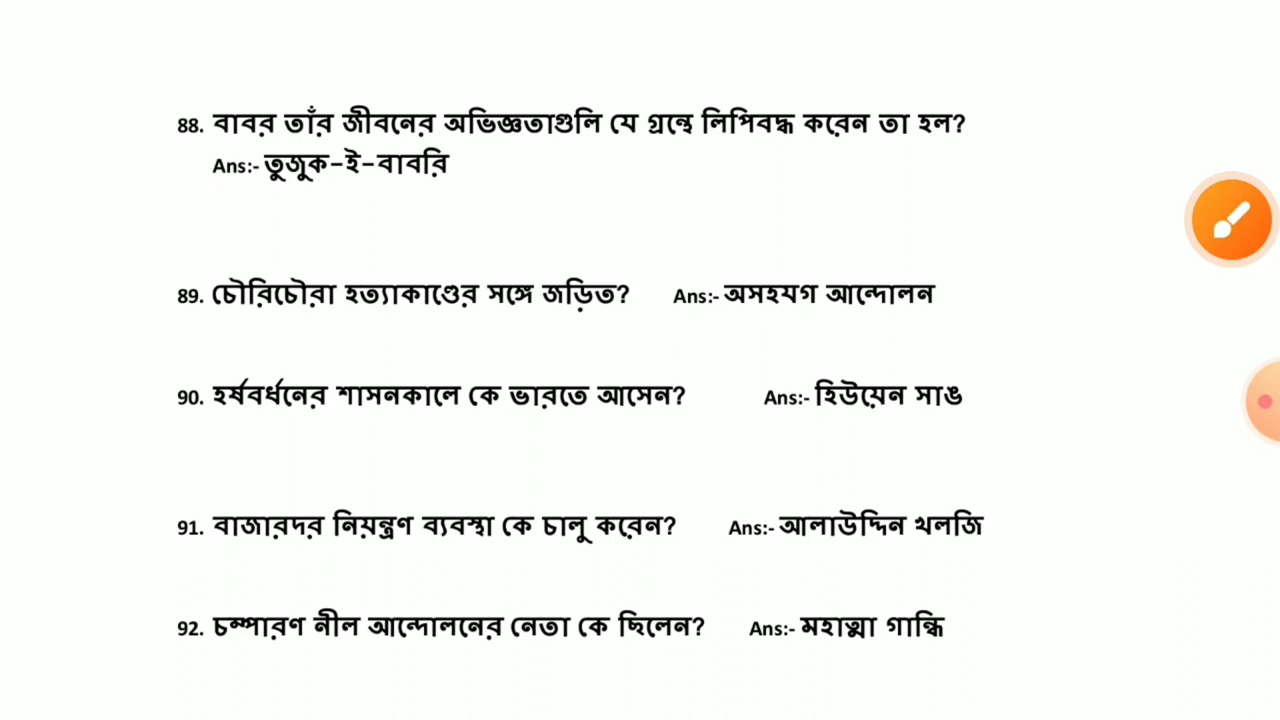 88. বাবর তাঁর জীবনের অভিজ্ঞতাগুলি যে গ্রন্থে লিপিবদ্ধ করেন তা হল?
Ans:- তুজুক-ই-বাবরি
89. চৌরিচৌরা হত্যাকাণ্ডের সঙ্গে জড়িত? Ans:- অসহযগ আন্দোলন
90. হর্ষবর্ধনের শাসনকালে কে ভারতে আসেন? Ans:- হিউয়েন সাঙ
91. বাজারদর নিয়ন্ত্রণ ব্যবস্থা কে চালু করেন? Ans:- আলাউদ্দিন খলজি
92. চম্পারণ নীল আন্দোলনের নেতা কে ছিলেন? Ans:- মহাত্মা গান্ধি